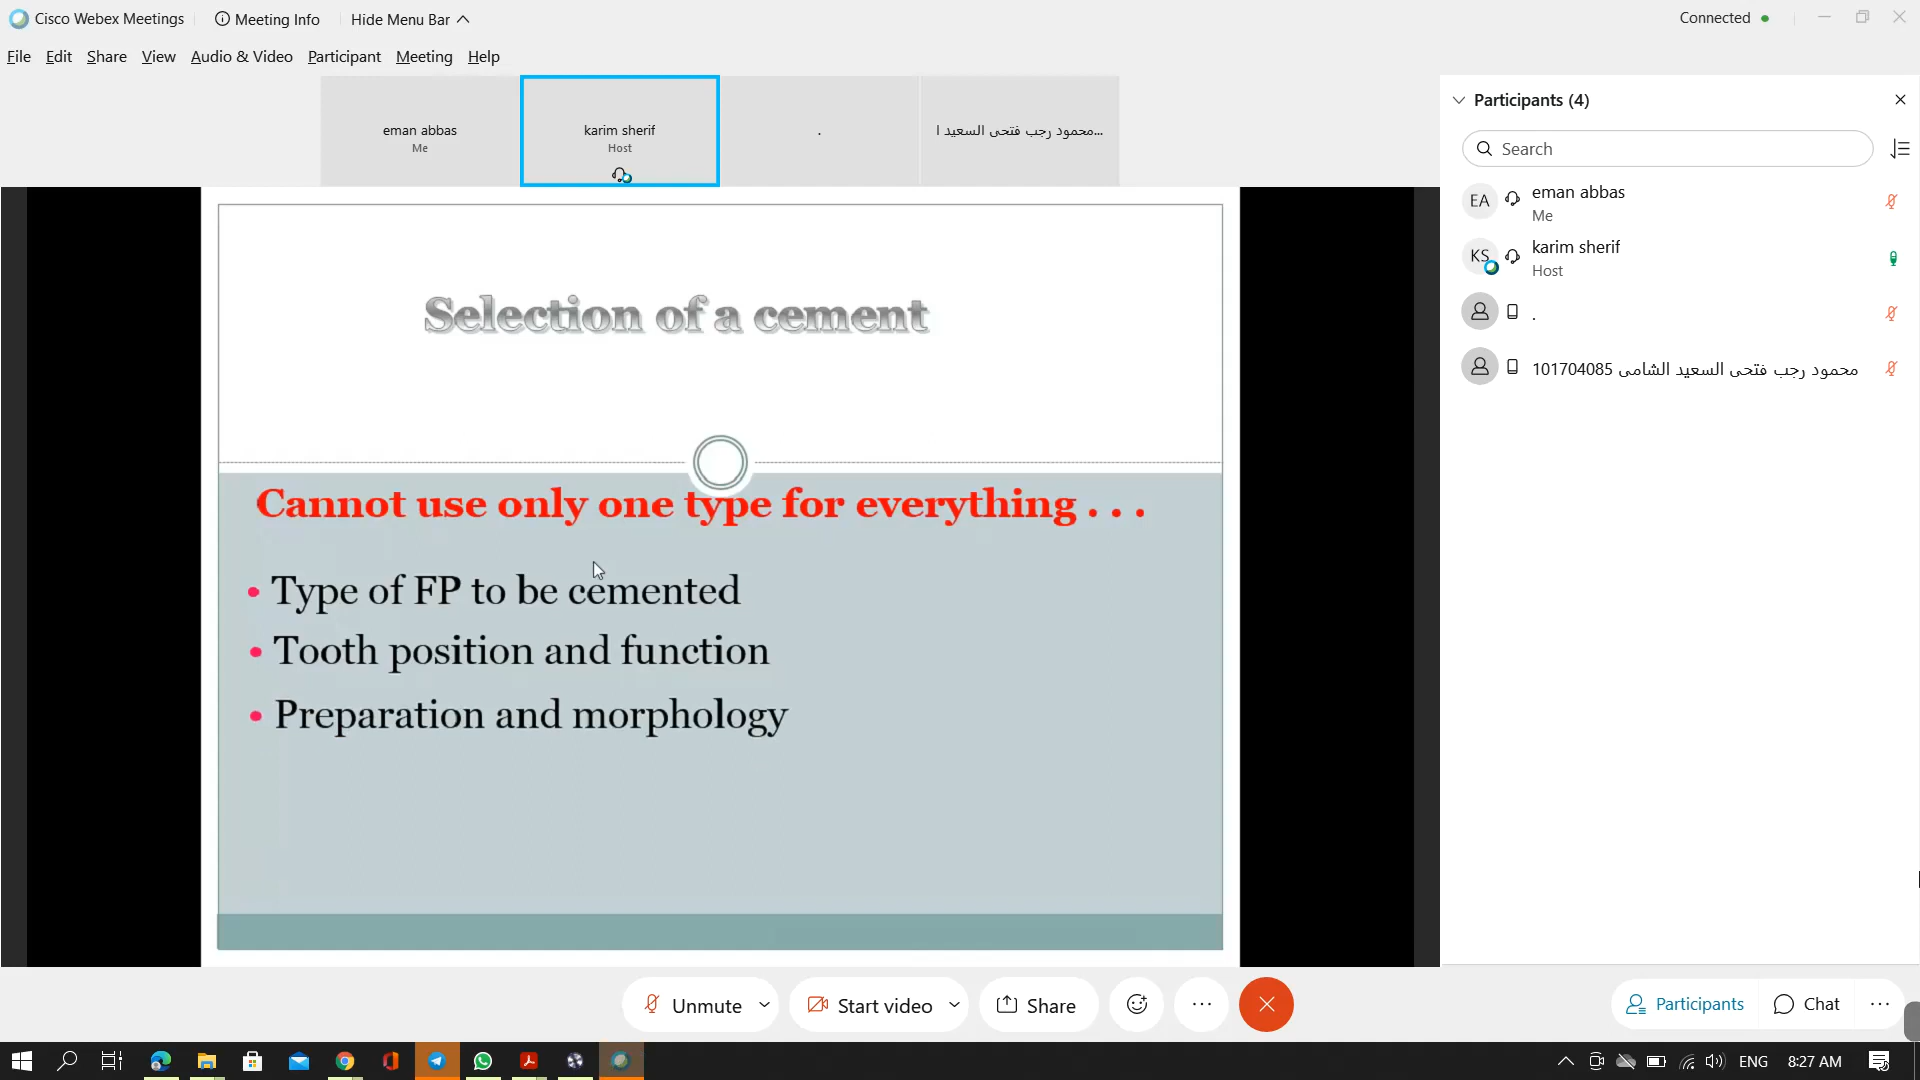 Cisco Webex Meetings
Meeting Info
Hide Menu Bar
Connected
File Edit Share View Audio & Video Participant Meeting Help
eman abbas
Me
karim sherif
Host
.
محمود رجب فتحى السعيد ا...
Participants (4)
Search
EA
eman abbas
Me
KS
karim sherif
Host
.
محمود رجب فتحى السعيد الشامى 101704085
Selection of a cement
Cannot use only one type for everything . . .
• Type of FP to be cemented
• Tooth position and function
• Preparation and morphology
Unmute
Start video
Share
Participants
Chat
ENG
8:27 AM